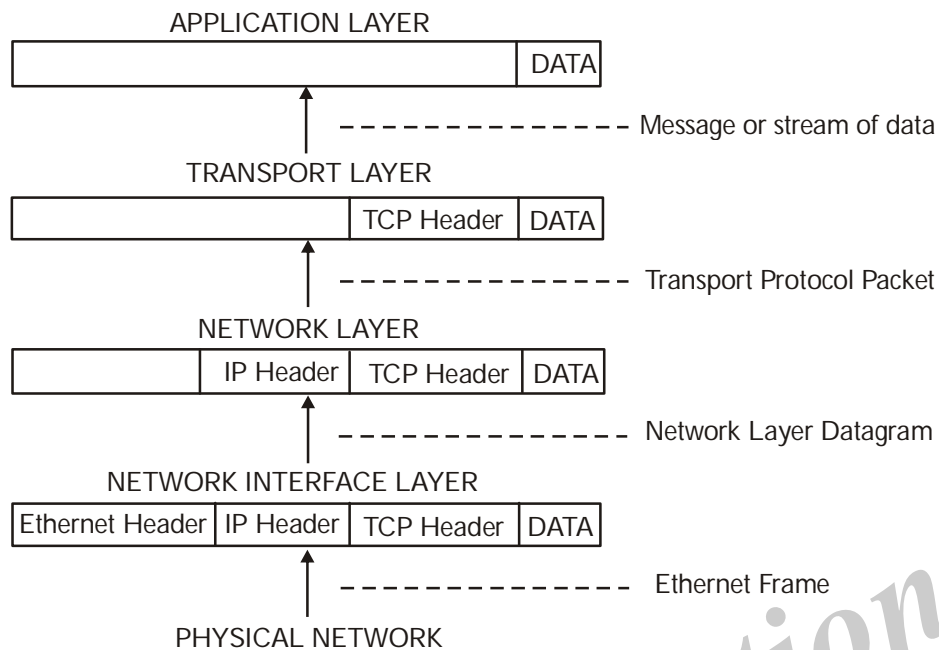 APPLICATION LAYER
DATA
Message or stream of data
TRANSPORT LAYER
TCP Header DATA
Transport Protocol Packet
NETWORK LAYER
IP Header TCP Header DATA
Network Layer Datagram
NETWORK INTERFACE LAYER
Ethernet Header IP Header TCP Header DATA
Ethernet Frame
PHYSICAL NETWORK